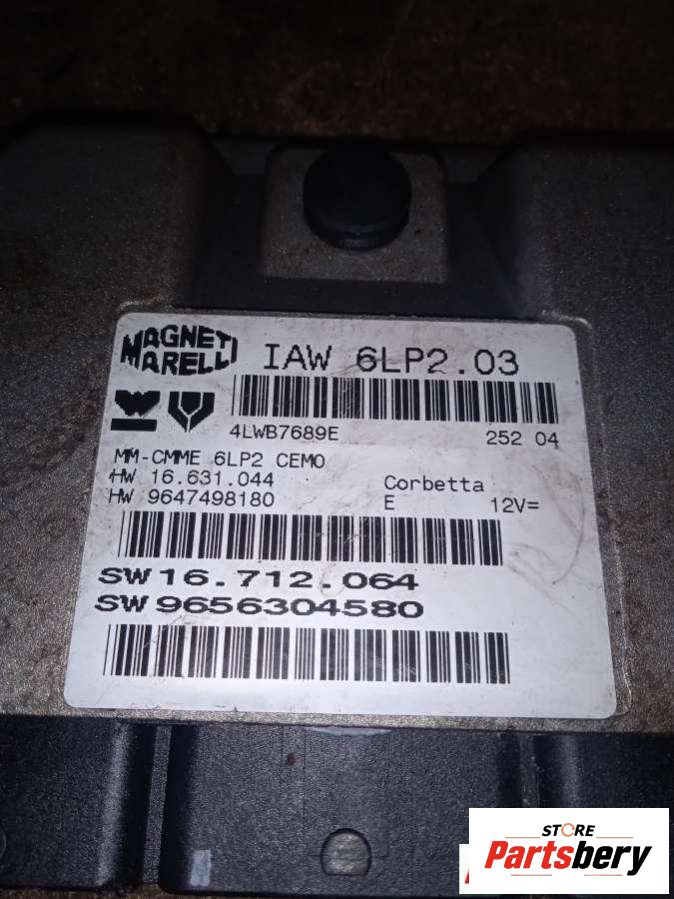 MAGNETI
MARELLI
IAW 6LP2.03
4LWB7689E 252 04
MM-CMME 6LP2 CEMO
HW 16.631.044 Corbetta
HW 9647498180 E 12V=
SW 16.712.064
SW 9656304580
STORE
Partsbery